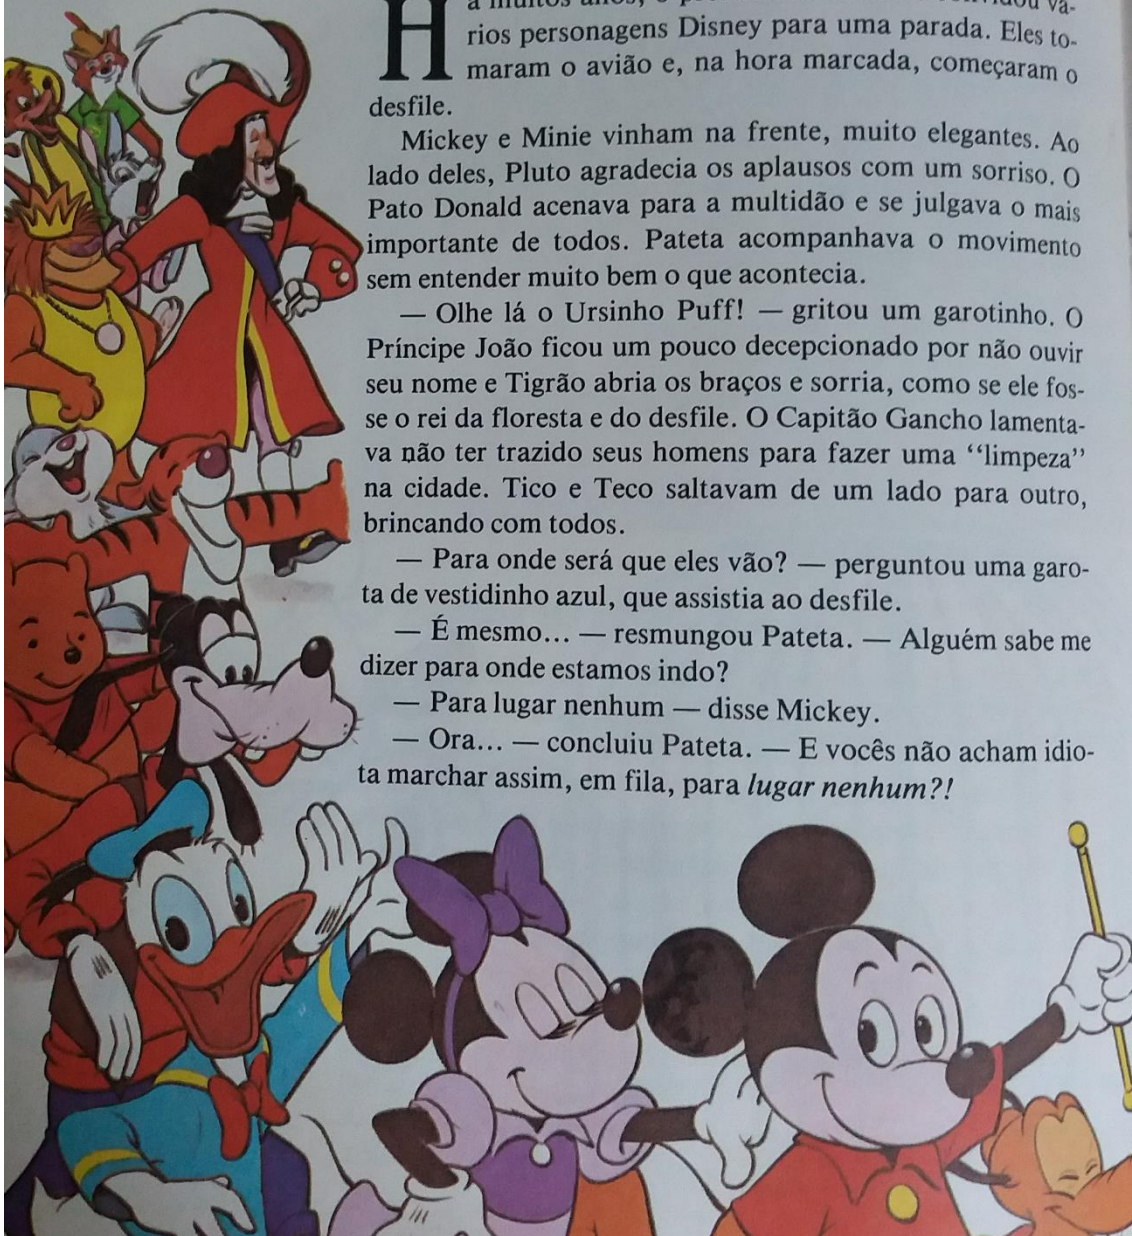 H
a muitos anos, o
rios personagens Disney para uma parada. Eles to-
maram o avião e, na hora marcada, começaram o
desfile.
Mickey e Minie vinham na frente, muito elegantes. Ao
lado deles, Pluto agradecia os aplausos com um sorriso. O
Pato Donald acenava para a multidão e se julgava o mais
importante de todos. Pateta acompanhava o movimento
sem entender muito bem o que acontecia.
— Olhe lá o Ursinho Puff! — gritou um garotinho. O
Príncipe João ficou um pouco decepcionado por não ouvir
seu nome e Tigrão abria os braços e sorria, como se ele fos-
se o rei da floresta e do desfile. O Capitão Gancho lamenta-
va não ter trazido seus homens para fazer uma “limpeza”
na cidade. Tico e Teco saltavam de um lado para outro,
brincando com todos.
— Para onde será que eles vão? — perguntou uma garo-
ta de vestidinho azul, que assistia ao desfile.
— É mesmo... — resmungou Pateta. — Alguém sabe me
dizer para onde estamos indo?
— Para lugar nenhum — disse Mickey.
— Ora... — concluiu Pateta. — E vocês não acham idio-
ta marchar assim, em fila, para lugar nenhum?!